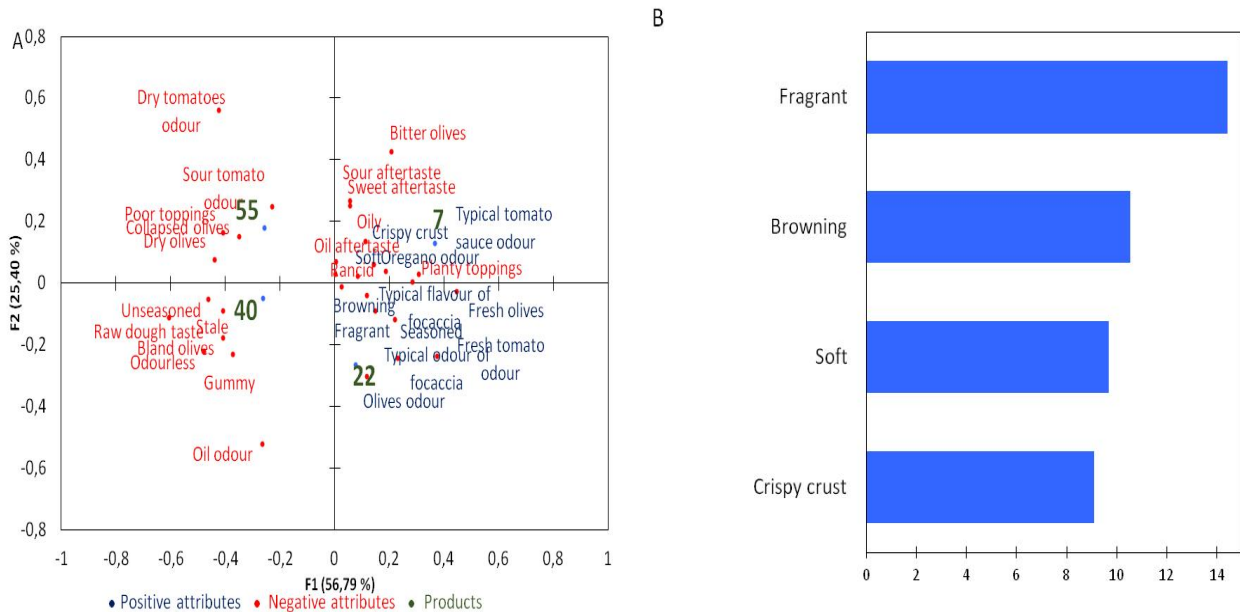 A
0,8
0,6
0,4
0,2
0
-0,2
-0,4
-0,6
-0,8
F2 (25,40 %)
Dry tomatoes
odour
Bitter olives
Sour tomato
odour
Sour aftaste
Sweet aftertaste
55
7
Poor toppings
Collapsed olives
Dry olives
Oily
Crispy crust
Typical tomato
sauce odour
Oil aftertaste
Soft
Oregano odour
Rancid
Planty toppings
Unseasoned
40
Browning
Typical flavour of
focaccia
Fresh olives
Raw dough taste
Stale
Fragrant
Seasoned
Bland olives
Odourless
Typical odour of
focaccia
Fresh tomato
odour
Gummy
22
Olives odour
Oil odour
-1
-0,8
-0,6
-0,4
-0,2
0
0,2
0,4
0,6
0,8
1
F1 (56,79 %)
Positive attributes
Negative attributes
Products
B
Fragrant
Browning
Soft
Crispy crust
0
2
4
6
8
10
12
14